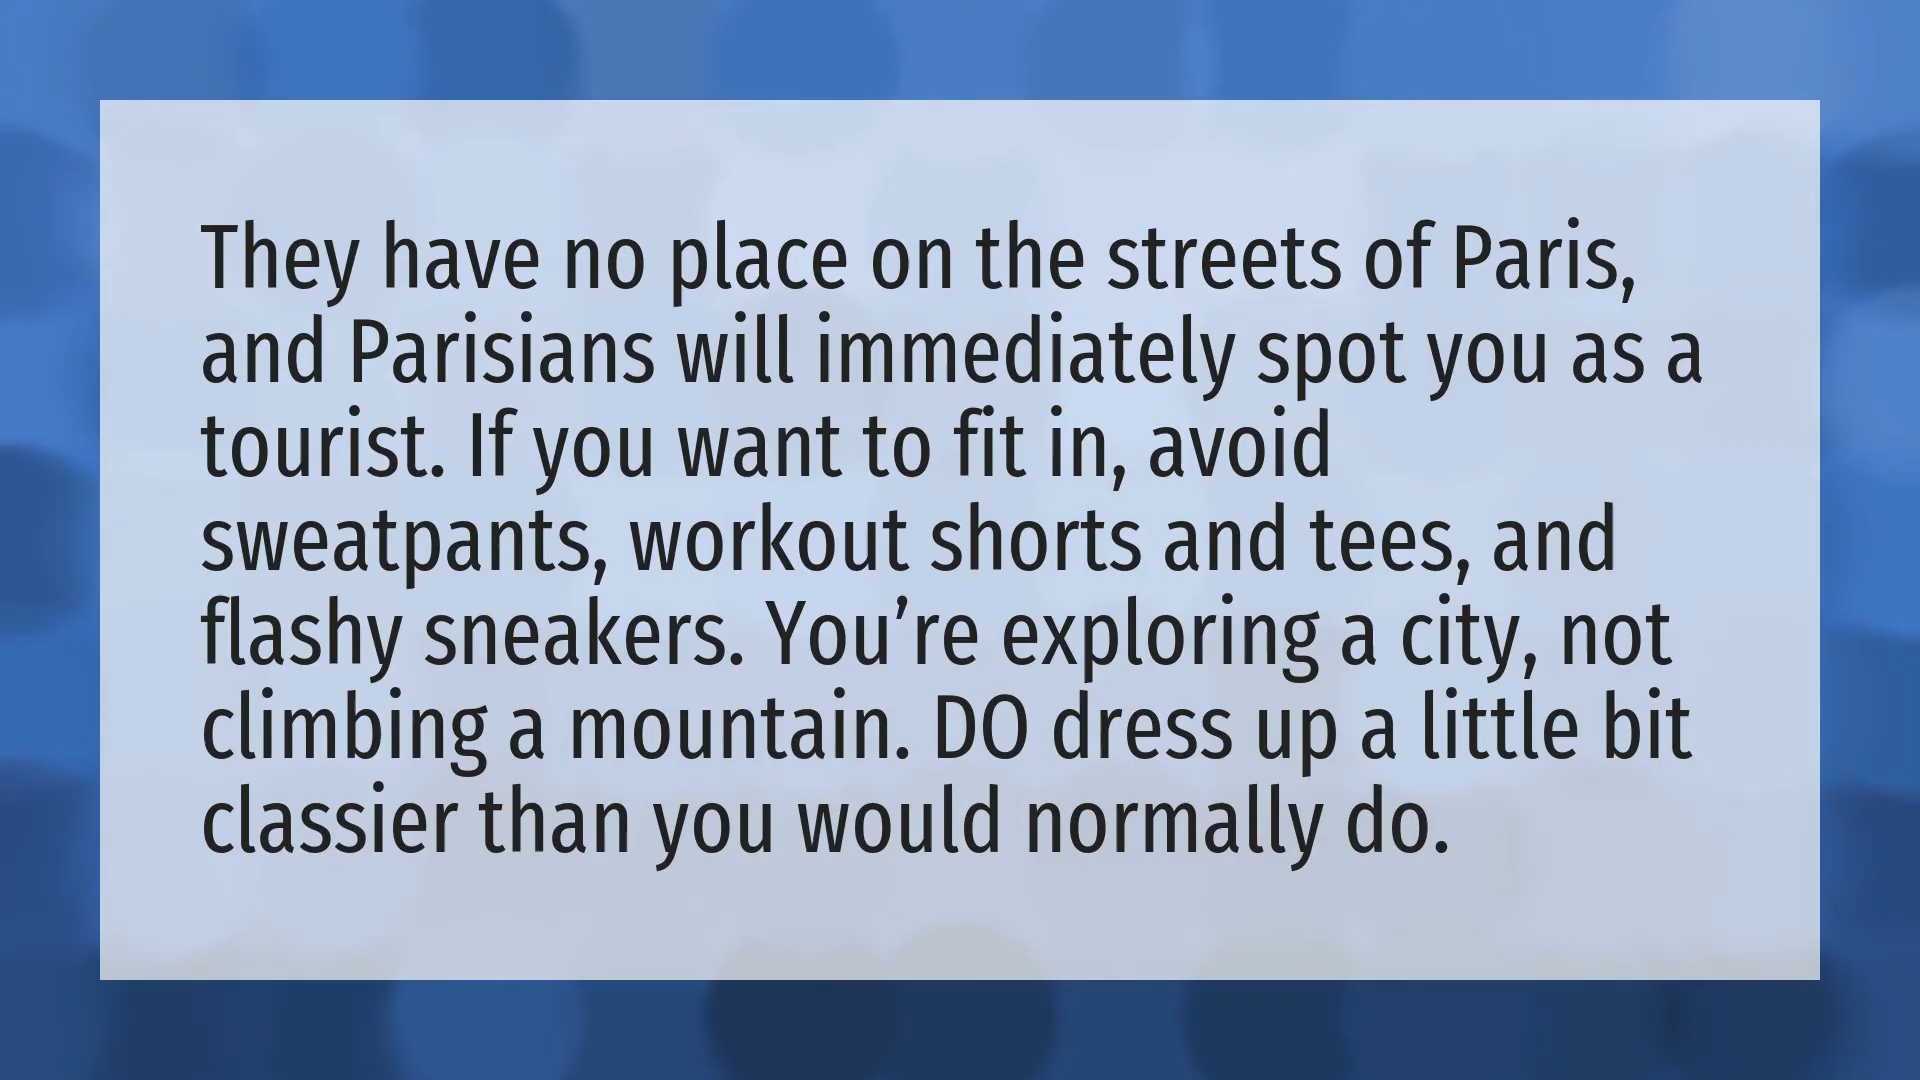 They have no place on the streets of Paris,
and Parisians will immediately spot you as a
tourist. If you want to fit in, avoid
sweatpants, workout shorts and tees, and
flashy sneakers. You’re exploring a city, not
climbing a mountain. DO dress up a little bit
classier than you would normally do.